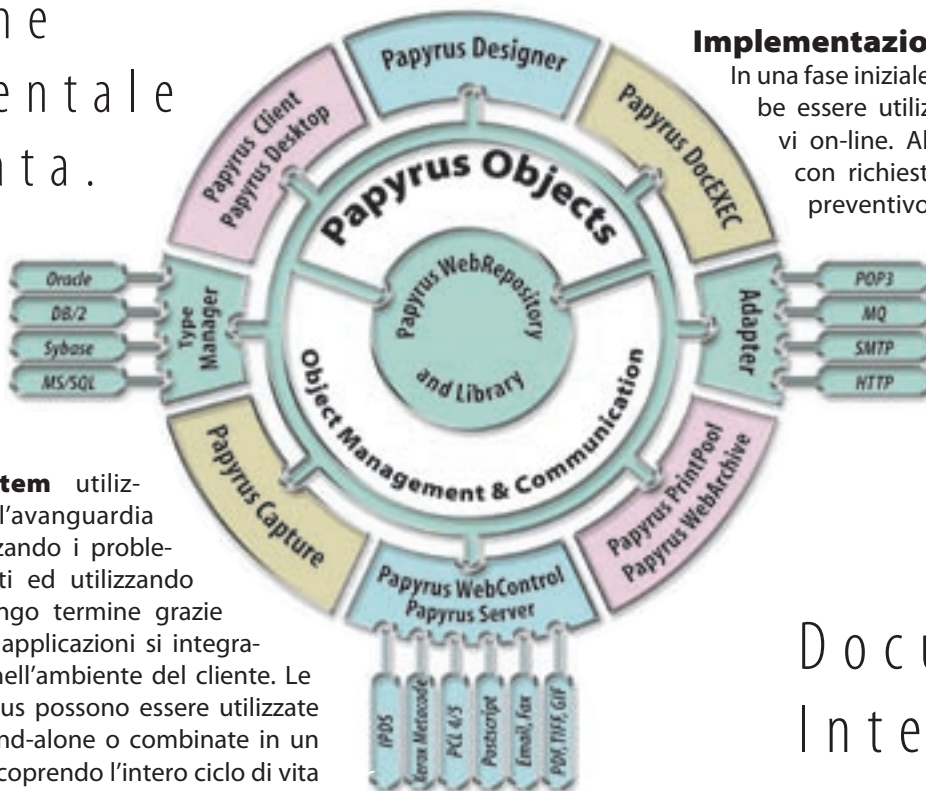 ne
entale
ta.
Implementazio
In una fase iniziale
be essere utiliz
vi on-line. Al
con richiest
preventivo
Papyrus Designer
Papyrus Client
Papyrus Desktop
Papyrus DocEXEC
Papyrus Objects
Papyrus WebRepository
and Library
Object Management & Communication
Oracle
DB/2
Sybase
MS/SQL
Type
Manager
Adapter
POP3
MQ
SMTP
HTTP
Papyrus Capture
Papyrus PrintPool
Papyrus WebArchive
Papyrus WebControl
Papyrus Server
IPDS
Xerox Metacode
PCL 4/5
Postscript
Email, Fax
PDF, TIFF, GIF
tem utiliz-
l'avanguardia
zando i proble-
ti ed utilizzando
ngo termine grazie
applicazioni si integra-
nell'ambiente del cliente. Le
us possono essere utilizzate
nd-alone o combinate in un
coprendo l'intero ciclo di vita
Docu
Inte